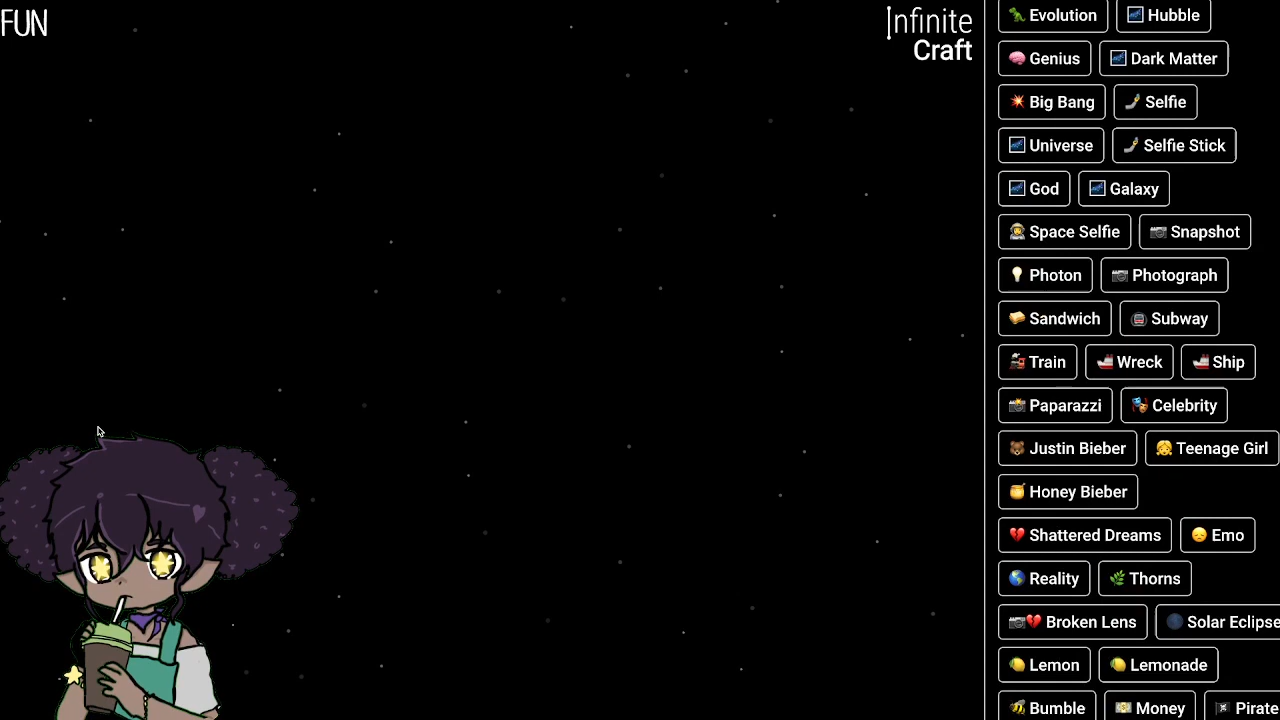 FUN
Infinite
Craft
Evolution Hubble
Genius Dark Matter
Big Bang Selfie
Universe Selfie Stick
God Galaxy
Space Selfie Snapshot
Photon Photograph
Sandwich Subway
Train Wreck Ship
Paparazzi Celebrity
Justin Bieber Teenage Girl
Honey Bieber
Shattered Dreams Emo
Reality Thorns
Broken Lens Solar Eclipse
Lemon Lemonade
Bumble Money Pirate